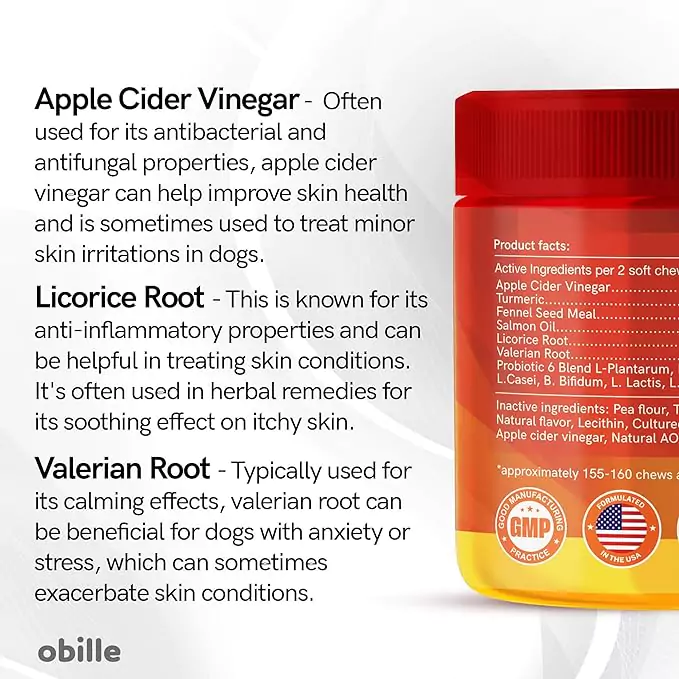 Apple Cider Vinegar - Often
used for its antibacterial and
antifungal properties, apple cider
vinegar can help improve skin health
and is sometimes used to treat minor
skin irritations in dogs.
Licorice Root - This is known for its
anti-inflammatory properties and can
be helpful in treating skin conditions.
It's often used in herbal remedies for
its soothing effect on itchy skin.
Valerian Root - Typically used for
its calming effects, valerian root can
be beneficial for dogs with anxiety or
stress, which can sometimes
exacerbate skin conditions.
obille
Product facts:
Active Ingredients per 2 soft
Apple Cider Vinegar
Turmeric
Fennel Seed Meal
Salmon Oil
Licorice Root
Valerian Root
Probiotic 6 Blend L-Plantarum,
L.Casei, B. Bifidum, L. Lactis, L.
Inactive ingredients: Pea flour,
Natural flavor, Lecithin,
Apple cider vinegar, Natural
*approximately 155-160 chews
GOOD MANUFACTURING
GMP
PRACTICE
FORMULATED
IN THE USA